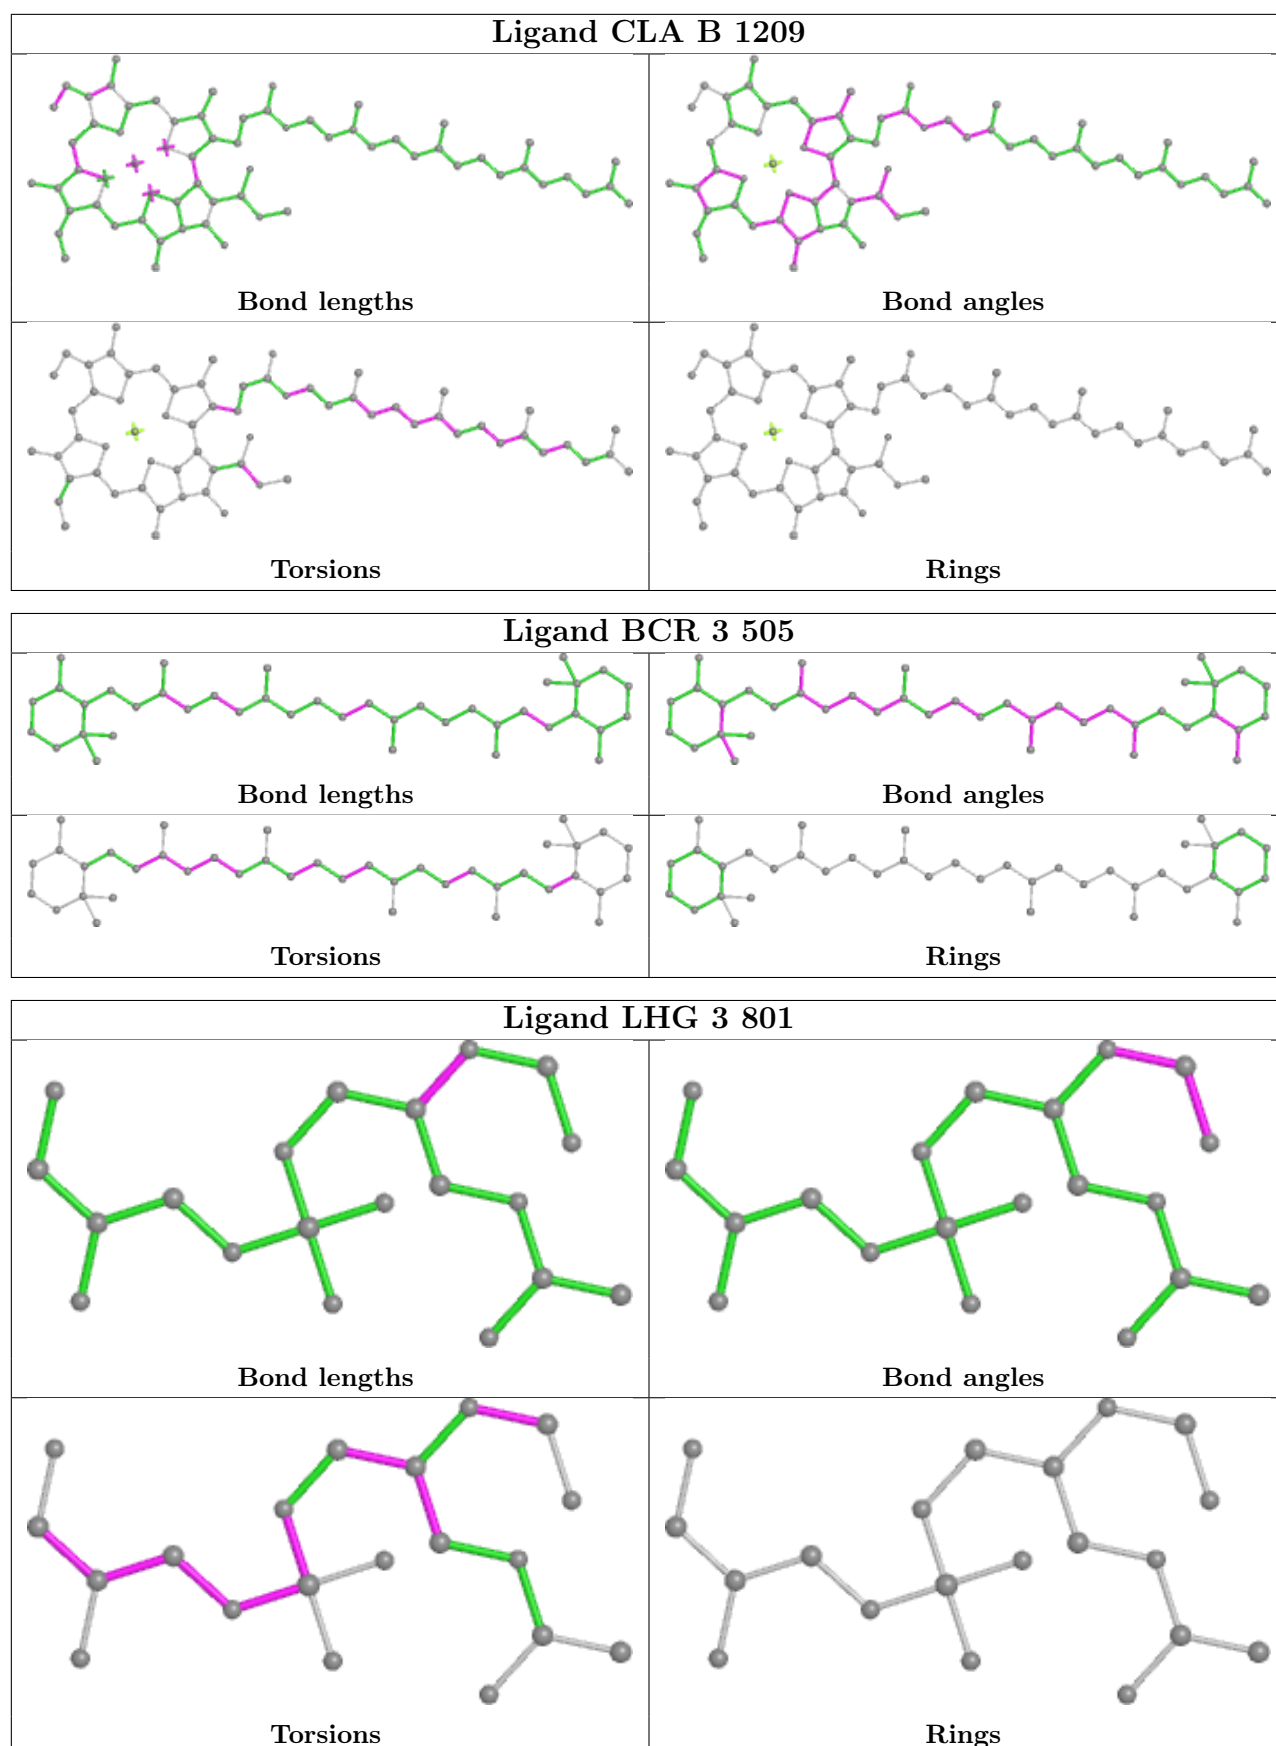 Ligand CLA B 1209
Bond lengths
Bond angles
Torsions
Rings
Ligand BCR 3 505
Bond lengths
Bond angles
Torsions
Rings
Ligand LHG 3 801
Bond lengths
Bond angles
Torsions
Rings